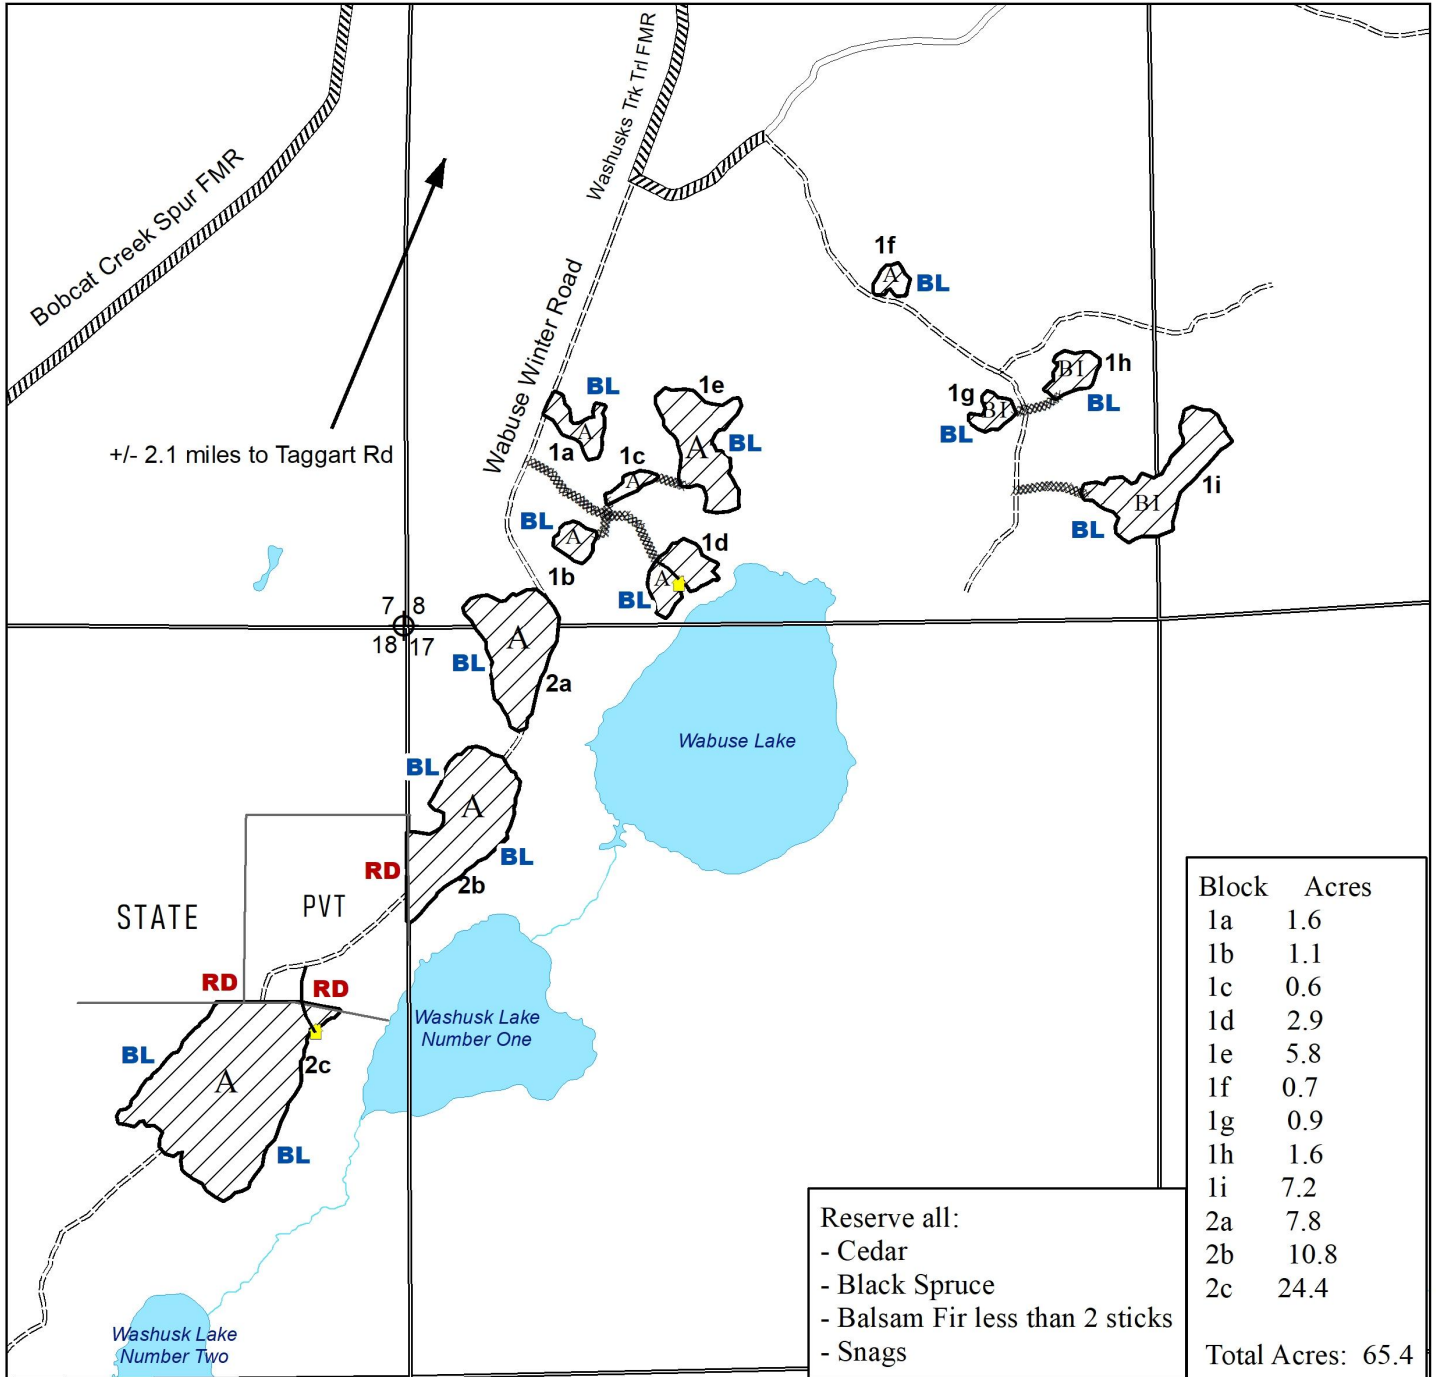 Bobcat Creek Spur FMR
Washusks Trk Trl FMR
Wabuse Winter Road
+/- 2.1 miles to Taggart Rd
1f
A
BL
1h
BI
BL
1g
BI
BL
1i
BI
BL
BL
1a
A
1e
A
BL
1c
A
BL
A
1b
1d
A
BL
7 8
18 17
A
BL
2a
Wabuse Lake
BL
A
BL
2b
RD
STATE
PVT
RD
RD
BL
A
2c
BL
Washusk Lake
Number One
Washusk Lake
Number Two
Reserve all:
- Cedar
- Black Spruce
- Balsam Fir less than 2 sticks
- Snags
Block Acres
1a 1.6
1b 1.1
1c 0.6
1d 2.9
1e 5.8
1f 0.7
1g 0.9
1h 1.6
1i 7.2
2a 7.8
2b 10.8
2c 24.4
Total Acres: 65.4